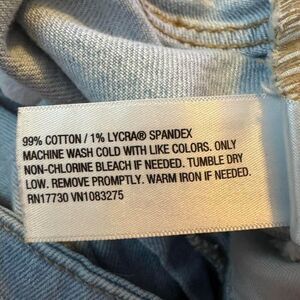 99% COTTON / 1% LYCRA® SPANDEX
MACHINE WASH COLD WITH LIKE COLORS. ONLY
NON-CHLORINE BLEACH IF NEEDED. TUMBLE DRY
LOW. REMOVE PROMPTLY. WARM IRON IF NEEDED.
RN17730 VN1083275